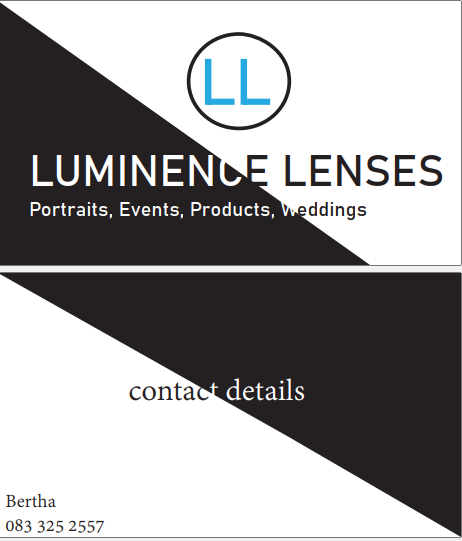 LL
LUMINENCE LENSES
Portraits, Events, Products, Weddings
contact details
Bertha
083 325 2557